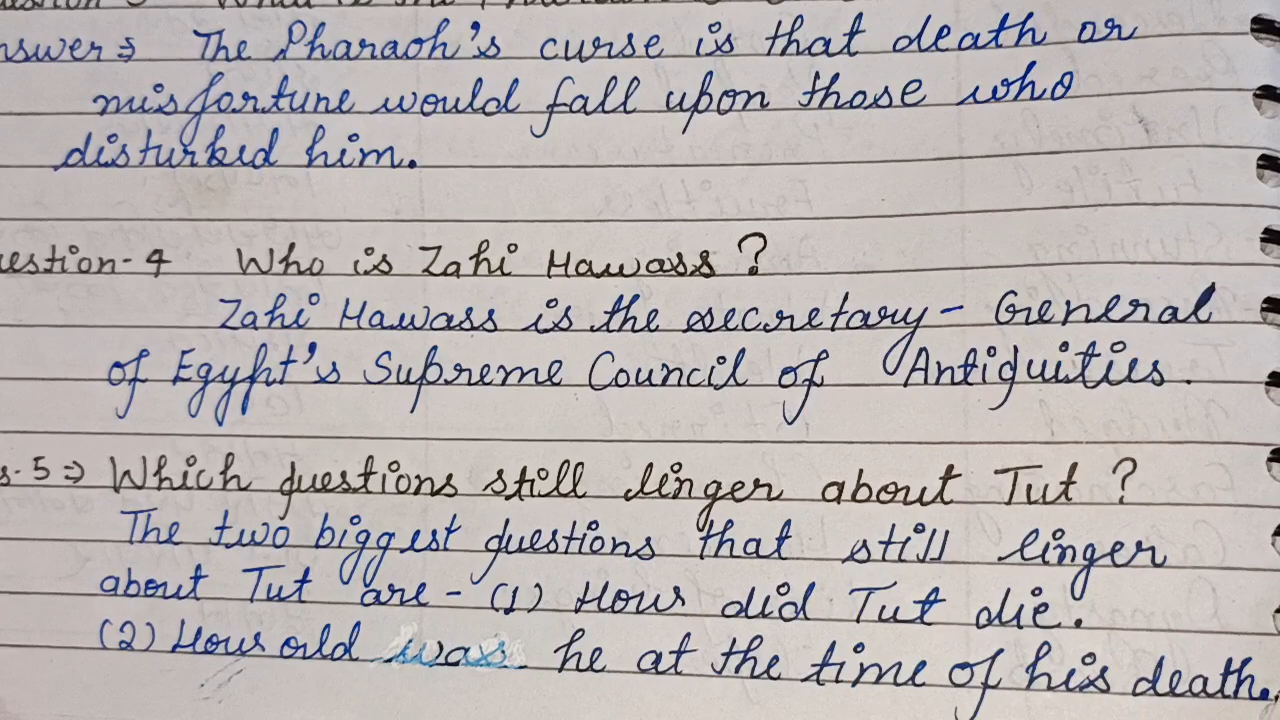 nswer⇒ The Pharaoh's curse is that death or
misfortune would fall upon those who
disturbed him.
uestion-4 Who is Zahi Hawass?
Zahi Hawass is the secretary-General
of Egypt's Supreme Council of Antiquities.
s.5⇒ Which questions still linger about Tut?
The two biggest questions that still linger
about Tut are - (1) How did Tut die.
(2) How old was he at the time of his death.